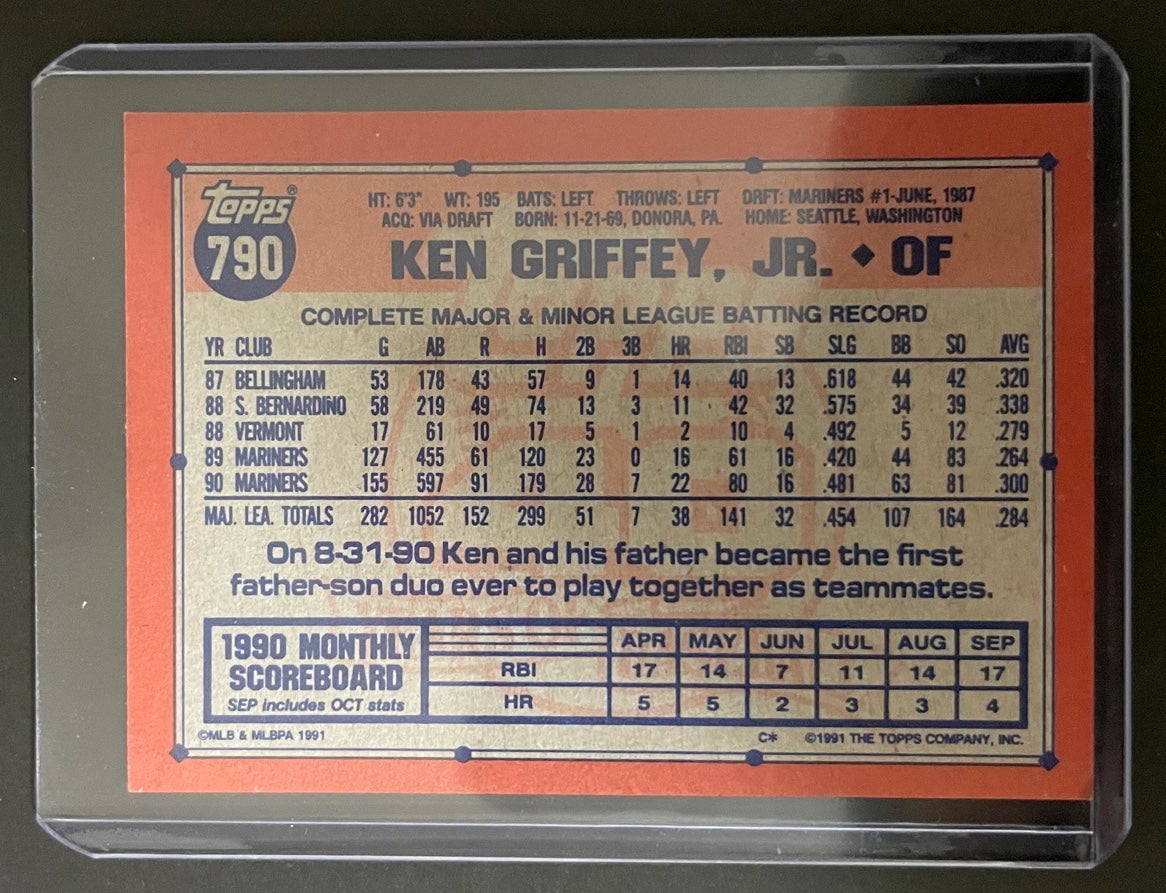 topps®
790
HT: 6'3" WT: 195 BATS: LEFT THROWS: LEFT DRFT: MARINERS #1-JUNE, 1987
ACQ: VIA DRAFT BORN: 11-21-69, DONORA, PA. HOME: SEATTLE, WASHINGTON
KEN GRIFFEY, JR. ♦ OF
COMPLETE MAJOR & MINOR LEAGUE BATTING RECORD
YR CLUB G AB R H 2B 3B HR RBI SB SLG BB SO AVG
87 BELLINGHAM 53 178 43 57 9 1 14 40 13 .618 44 42 .320
88 S. BERNARDINO 58 219 49 74 13 3 11 42 32 .575 34 39 .338
88 VERMONT 17 61 10 17 5 1 2 10 4 .492 5 12 .279
89 MARINERS 127 455 61 120 23 0 16 61 16 .420 44 83 .264
90 MARINERS 155 597 91 179 28 7 22 80 16 .481 63 81 .300
MAJ. LEA. TOTALS 282 1052 152 299 51 7 38 141 32 .454 107 164 .284
On 8-31-90 Ken and his father became the first
father-son duo ever to play together as teammates.
1990 MONTHLY
SCOREBOARD
SEP includes OCT stats
APR MAY JUN JUL AUG SEP
RBI 17 14 7 11 14 17
HR 5 5 2 3 3 4
©MLB & MLBPA 1991 C* ©1991 THE TOPPS COMPANY, INC.